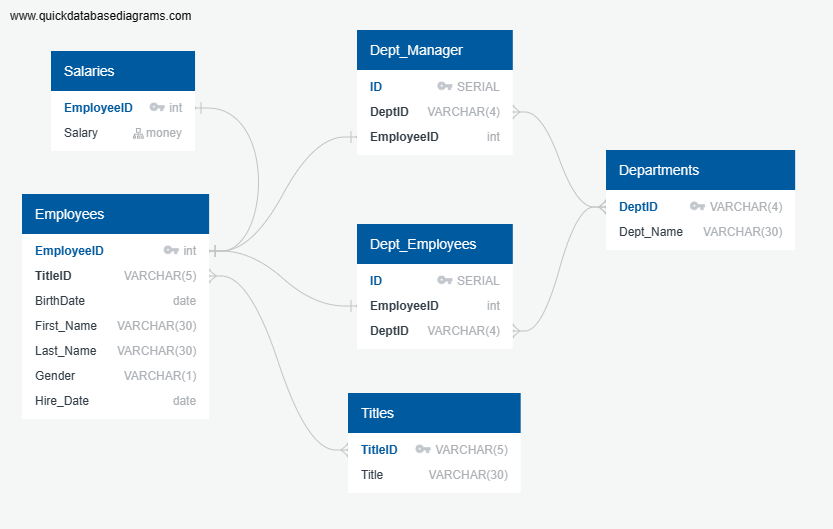 www.quickdatabasediagrams.com
Salaries
EmployeeID int
Salary money
Employees
EmployeeID int
TitleID VARCHAR(5)
BirthDate date
First_Name VARCHAR(30)
Last_Name VARCHAR(30)
Gender VARCHAR(1)
Hire_Date date
Dept_Manager
ID SERIAL
DeptID VARCHAR(4)
EmployeeID int
Dept_Employees
ID SERIAL
EmployeeID int
DeptID VARCHAR(4)
Titles
TitleID VARCHAR(5)
Title VARCHAR(30)
Departments
DeptID VARCHAR(4)
Dept_Name VARCHAR(30)